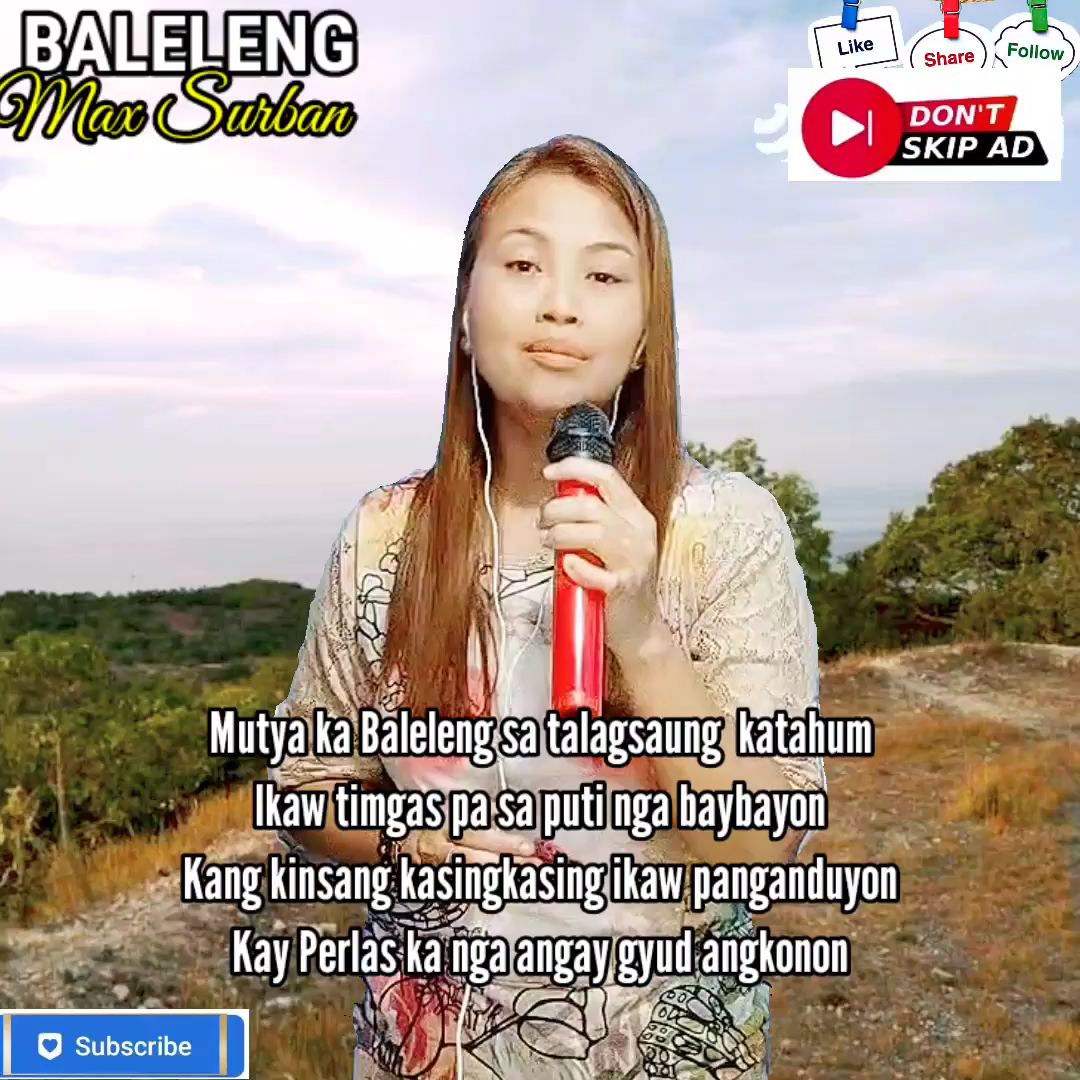 BALELENG
Max Surban
Like
Share
Follow
DON'T
SKIP AD
Mutya ka Baleleng sa talagsaung katahum
Ikaw timgas pa sa puti nga baybayon
Kang kinsang kasingkasing ikaw panganduyon
Kay Perlas ka nga angay gyud angkonon
Subscribe